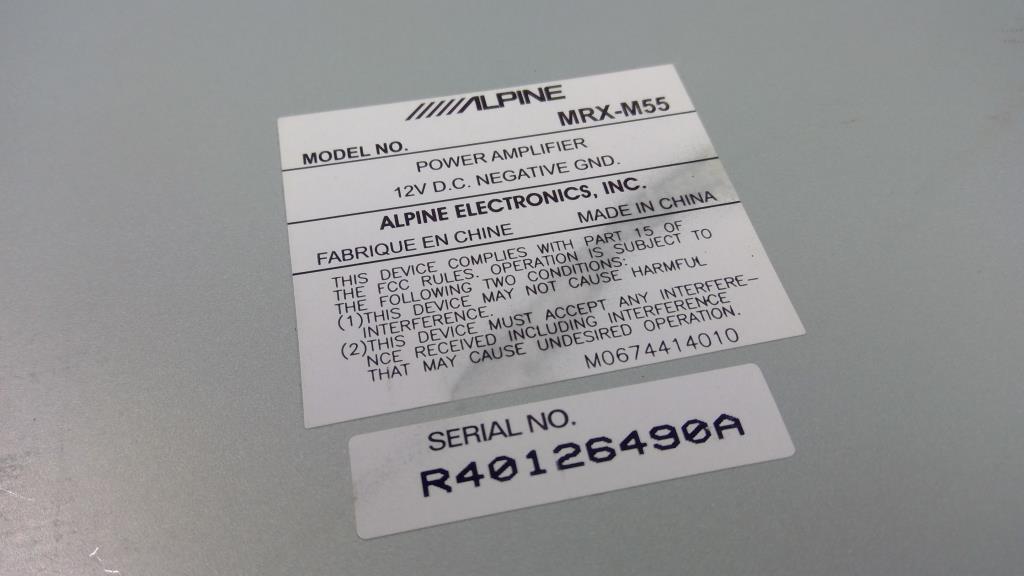 ALPINE
MODEL NO. MRX-M55
POWER AMPLIFIER
12V D.C. NEGATIVE GND.
ALPINE ELECTRONICS, INC.
FABRIQUE EN CHINE MADE IN CHINA
THIS DEVICE COMPLIES WITH PART 15 OF
THE FCC RULES. OPERATION IS SUBJECT TO
THE FOLLOWING TWO CONDITIONS:
(1)THIS DEVICE MAY NOT CAUSE HARMFUL
INTERFERENCE.
(2)THIS DEVICE MUST ACCEPT ANY INTERFERE-
NCE RECEIVED INCLUDING INTERFERENCE
THAT MAY CAUSE UNDESIRED OPERATION.
M0674414010
SERIAL NO.
R40126490A